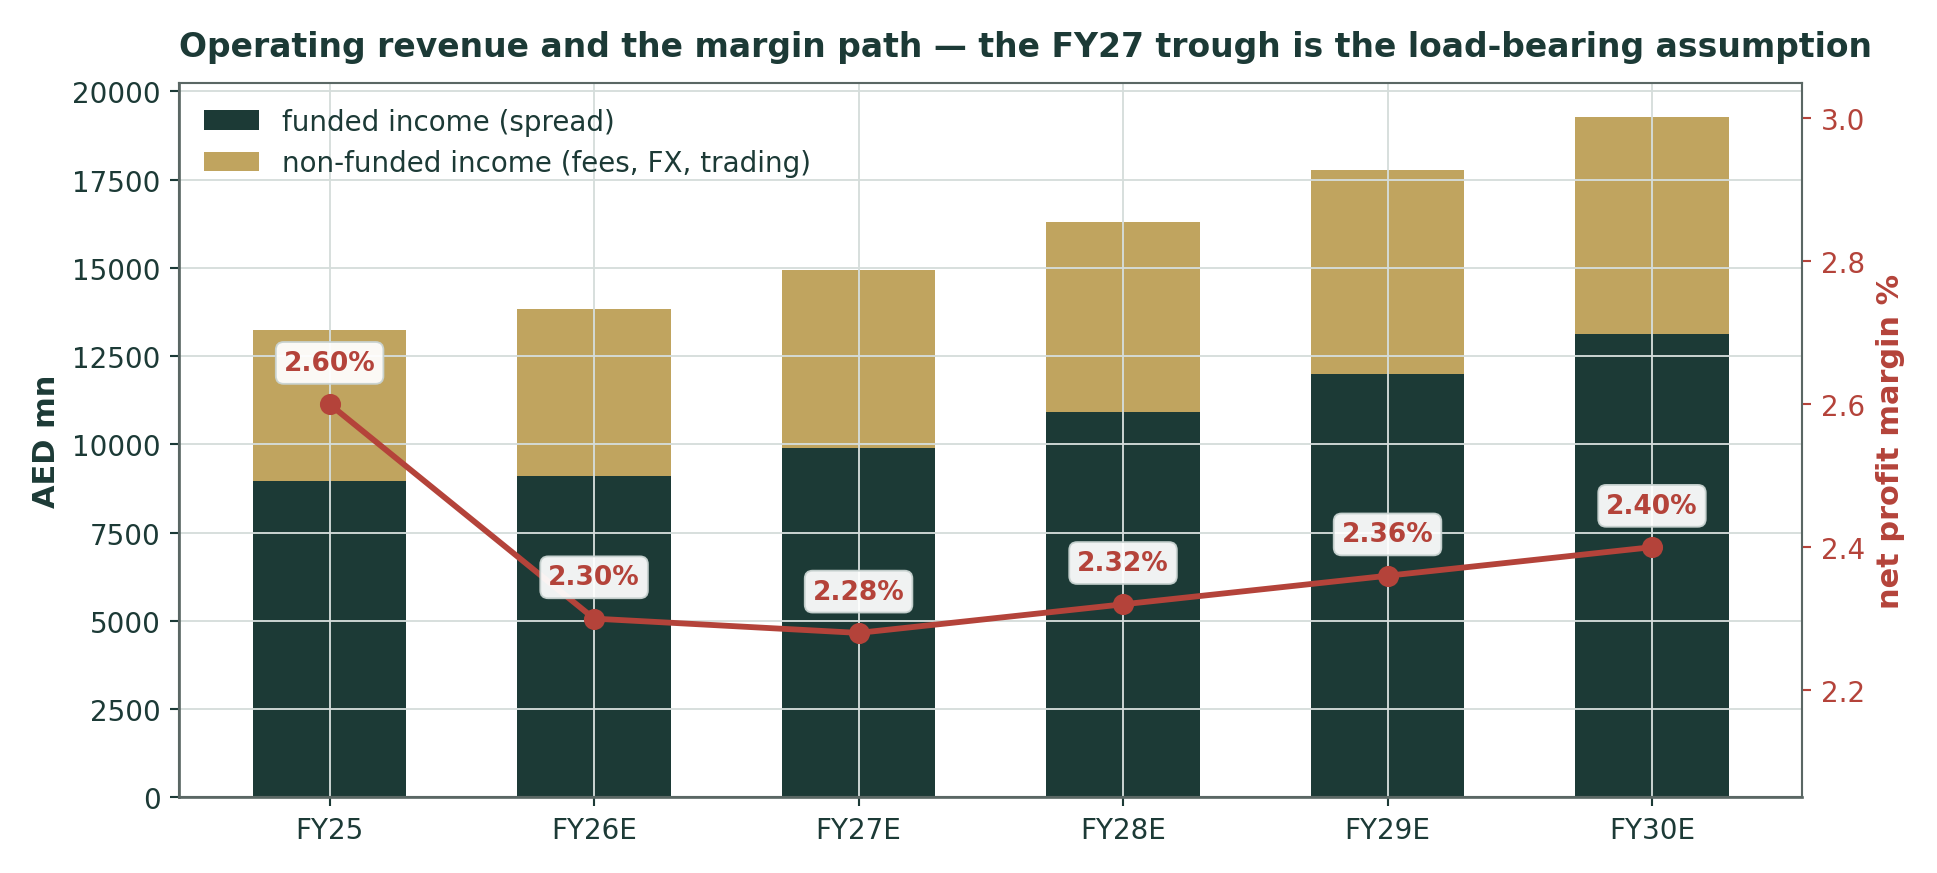 Operating revenue and the margin path — the FY27 trough is the load-bearing assumption
funded income (spread)
non-funded income (fees, FX, trading)
AED mn
20000
17500
15000
12500
10000
7500
5000
2500
0
2.60%
2.30%
2.28%
2.32%
2.36%
2.40%
3.0
2.8
2.6
2.4
2.2
net profit margin %
FY25
FY26E
FY27E
FY28E
FY29E
FY30E